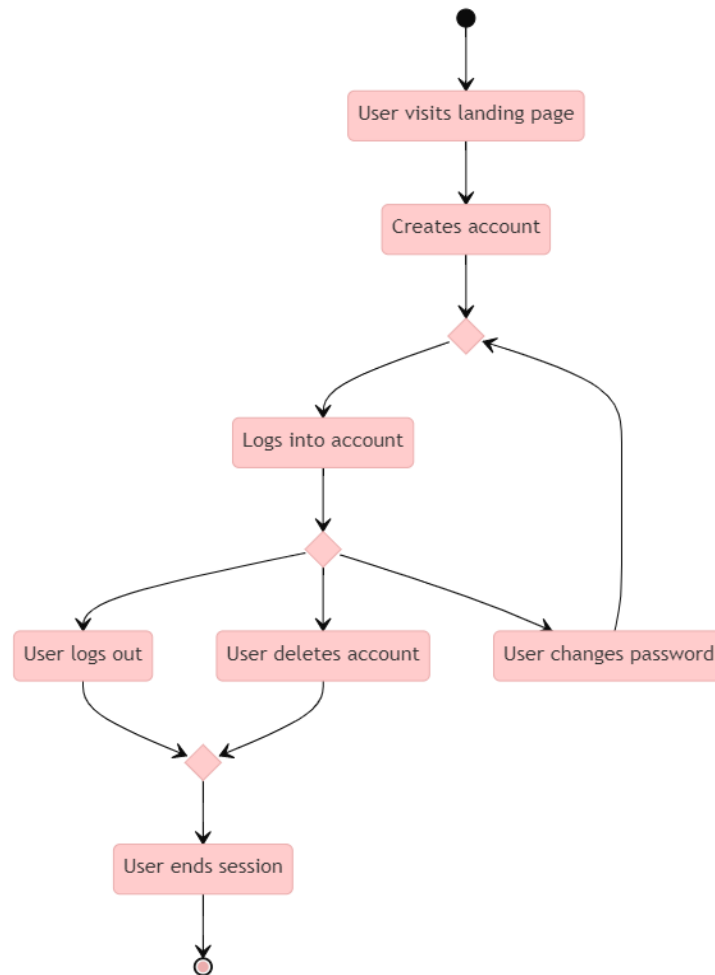 User visits landing page
Creates account
Logs into account
User logs out
User deletes account
User changes password
User ends session